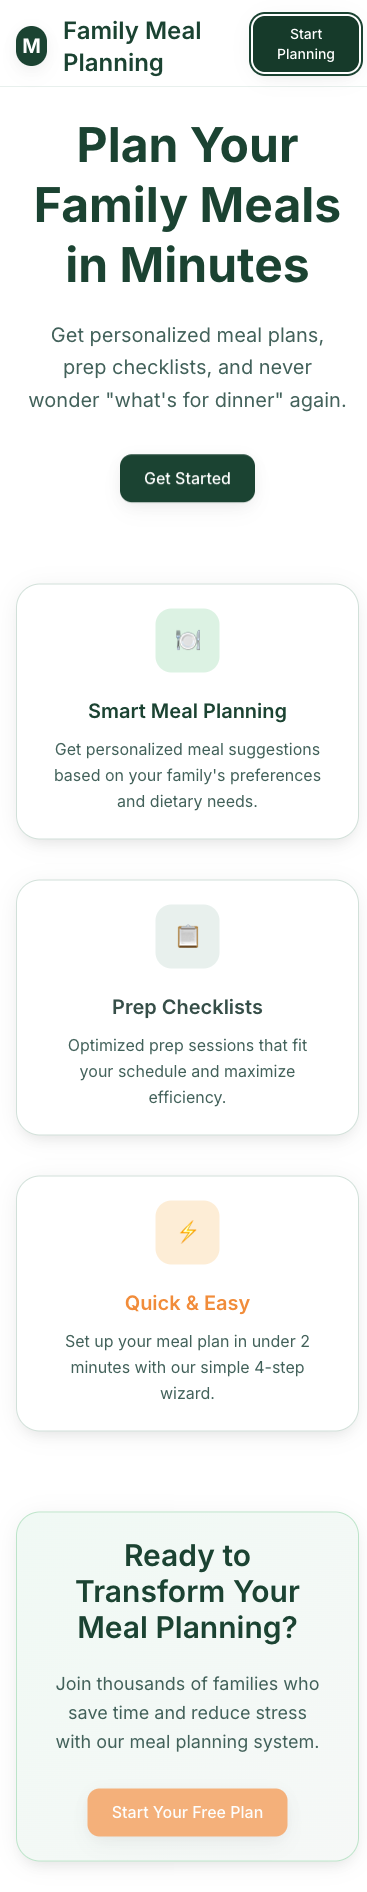 M
Family Meal
Planning
Start
Planning
Plan Your
Family Meals
in Minutes
Get personalized meal plans,
prep checklists, and never
wonder "what's for dinner" again.
Get Started
Smart Meal Planning
Get personalized meal suggestions
based on your family's preferences
and dietary needs.
Prep Checklists
Optimized prep sessions that fit
your schedule and maximize
efficiency.
Quick & Easy
Set up your meal plan in under 2
minutes with our simple 4-step
wizard.
Ready to
Transform Your
Meal Planning?
Join thousands of families who
save time and reduce stress
with our meal planning system.
Start Your Free Plan